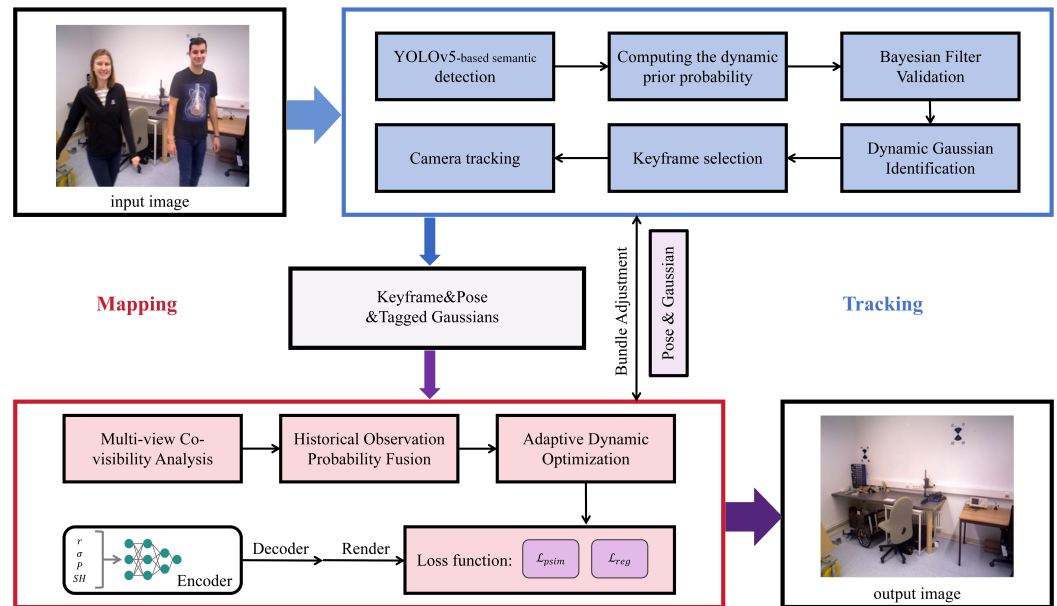 input image
YOLOv5-based semantic
detection
Computing the dynamic
prior probability
Bayesian Filter
Validation
Camera tracking
Keyframe selection
Dynamic Gaussian
Identification
Mapping
Keyframe&Pose
&Tagged Gaussians
Bundle Adjustment
Pose & Gaussian
Tracking
Multi-view Co-
visibility Analysis
Historical Observation
Probability Fusion
Adaptive Dynamic
Optimization
r
σ
P
SH
Encoder
Decoder
Render
Loss function:
ℒpsim
ℒreg
output image